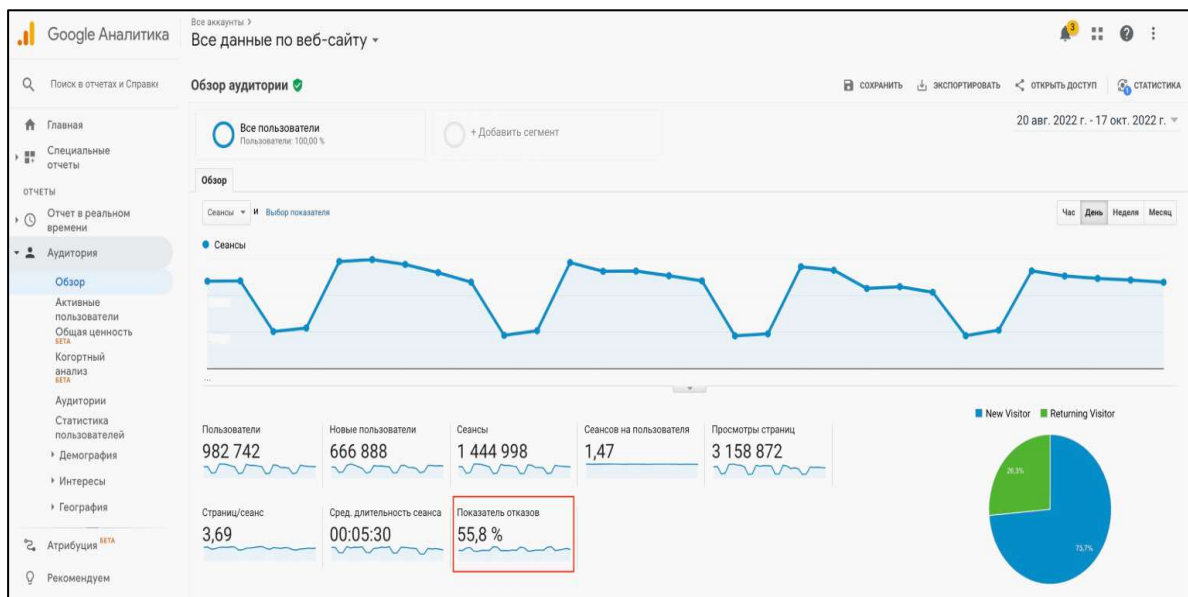 Google Аналитика
Все аккаунты >
Все данные по веб-сайту
3
Поиск в отчетах и Справке
Обзор аудитории
СОХРАНИТЬ
ЭКСПОРТИРОВАТЬ
ОТКРЫТЬ ДОСТУП
СТАТИСТИКА
1
Главная
Специальные
отчеты
ОТЧЕТЫ
Отчет в реальном
времени
Аудитория
Обзор
Активные
пользователи
Общая ценность
БЕТА
Когортный
анализ
БЕТА
Аудитории
Статистика
пользователей
Демография
Интересы
География
Атрибуция БЕТА
Рекомендуем
Все пользователи
Пользователи: 100,00 %
+ Добавить сегмент
20 авг. 2022 г. - 17 окт. 2022 г.
Обзор
Сеансы
И
Выбор показателя
Час
День
Неделя
Месяц
Сеансы
...
Пользователи
982 742
Новые пользователи
666 888
Сеансы
1 444 998
Сеансов на пользователя
1,47
Просмотры страниц
3 158 872
Страниц/сеанс
3,69
Сред. длительность сеанса
00:05:30
Показатель отказов
55,8 %
New Visitor
Returning Visitor
26,3%
73,7%